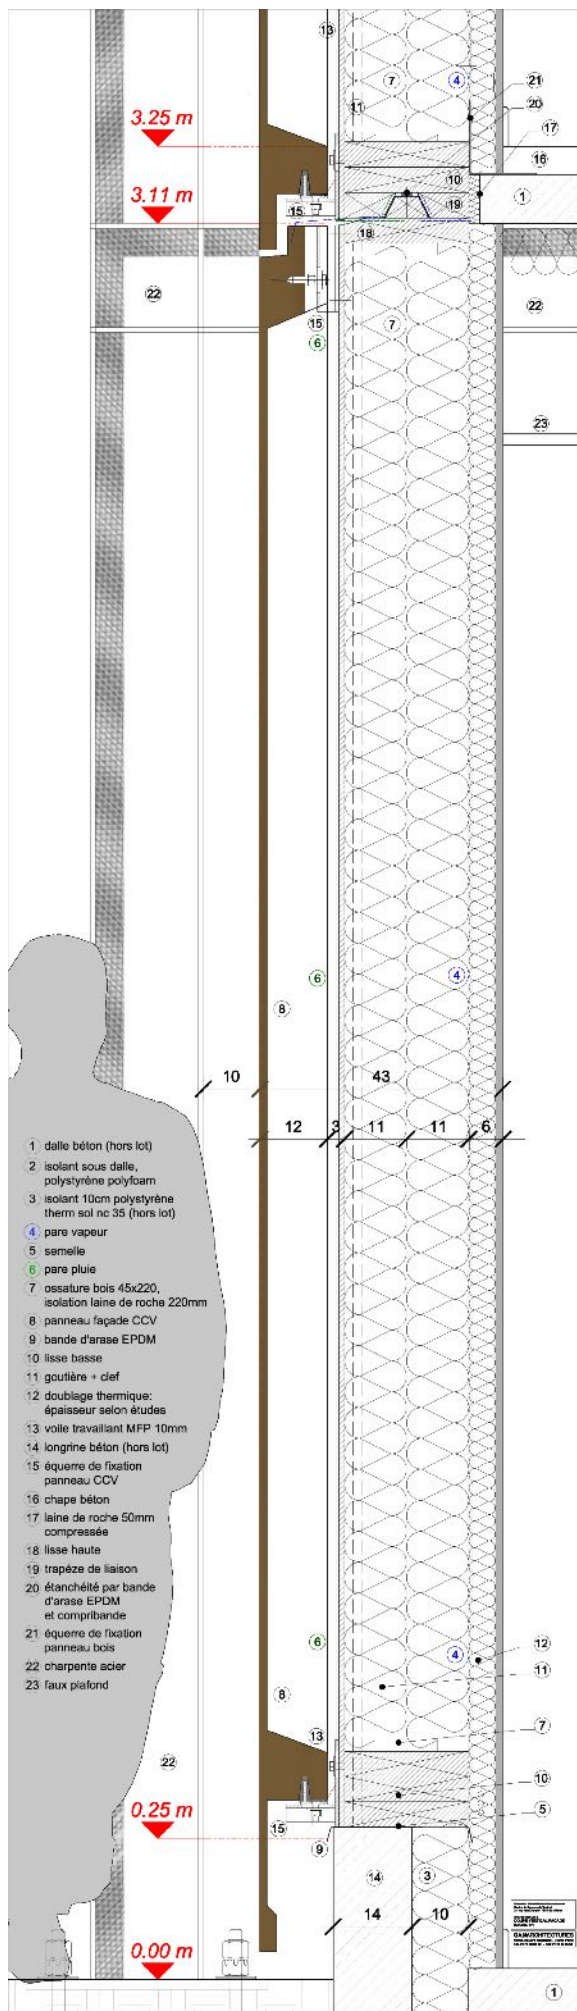 13
7
4
21
11
20
3.25 m
17
16
10
1
15
19
3.11 m
18
22
7
22
15
6
23
6
4
8
10
43
12
3
11
11
6
1 dalle béton (hors lot)
2 isolant sous dalle,
polystyrène polyfoam
3 isolant 10cm polystyrène
therm sol nc 35 (hors lot)
4 pare vapeur
5 semelle
6 pare pluie
7 ossature bois 45x220,
isolation laine de roche 220mm
8 panneau façade CCV
9 bande d'arase EPDM
10 lisse basse
11 goutière + clef
12 doublage thermique:
épaisseur selon études
13 voile travaillant MFP 10mm
14 longrine béton (hors lot)
15 équerre de fixation
panneau CCV
16 chape béton
17 laine de roche 50mm
compressée
18 lisse haute
19 trapéze de liaison
20 étanchéité par bande
d'arase EPDM
et compribande
21 équerre de fixation
panneau bois
22 charpente acier
23 faux plafond
6
4
12
11
8
13
7
22
10
0.25 m
5
15
9
14
3
14
10
GANARCHITECTURES
0.00 m
1